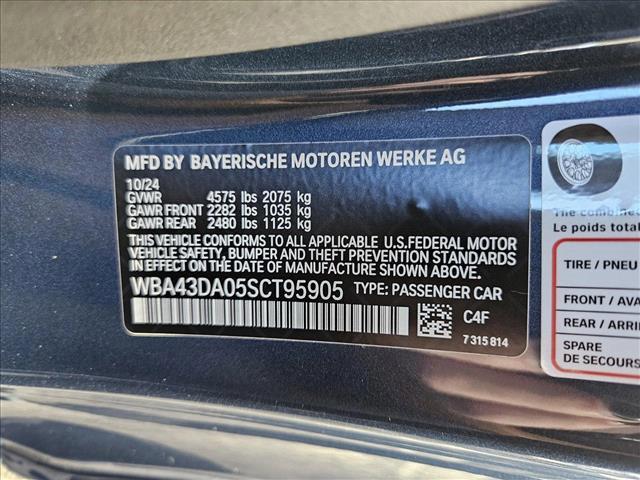 MFD BY BAYERISCHE MOTOREN WERKE AG
10/24
GVWR 4575 lbs 2075 kg
GAWR FRONT 2282 lbs 1035 kg
GAWR REAR 2480 lbs 1125 kg
THIS VEHICLE CONFORMS TO ALL APPLICABLE U.S.FEDERAL MOTOR
VEHICLE SAFETY, BUMPER AND THEFT PREVENTION STANDARDS
IN EFFECT ON THE DATE OF MANUFACTURE SHOWN ABOVE.
WBA43DA05SCT95905 TYPE: PASSENGER CAR
C4F
7 315 814
The combined
Le poids total
TIRE / PNEU
FRONT / AVA
REAR / ARRI
SPARE
DE SECOURS